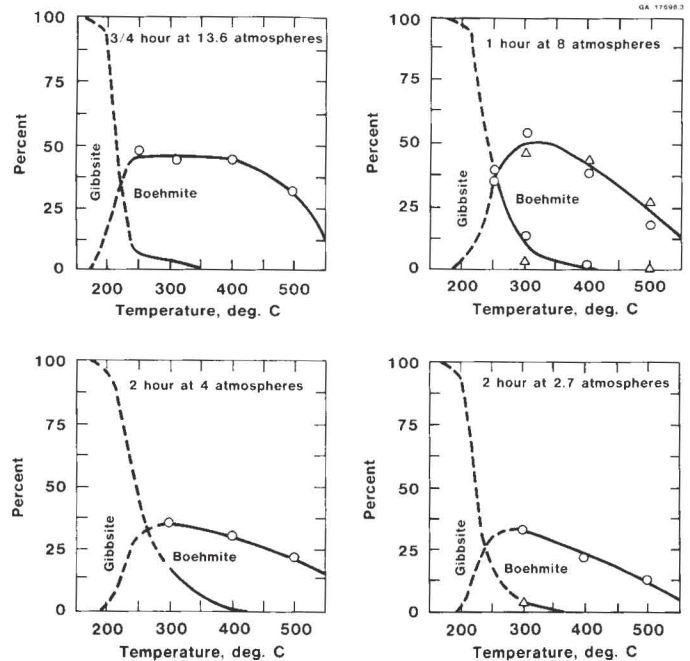 GA 17698.3
3/4 hour at 13.6 atmospheres
100
75
50
25
0
Percent
Gibbsite
Boehmite
200 300 400 500
Temperature, deg. C
1 hour at 8 atmospheres
100
75
50
25
0
Percent
Gibbsite
Boehmite
200 300 400 500
Temperature, deg. C
2 hour at 4 atmospheres
100
75
50
25
0
Percent
Gibbsite
Boehmite
200 300 400 500
Temperature, deg. C
2 hour at 2.7 atmospheres
100
75
50
25
0
Percent
Gibbsite
Boehmite
200 300 400 500
Temperature, deg. C